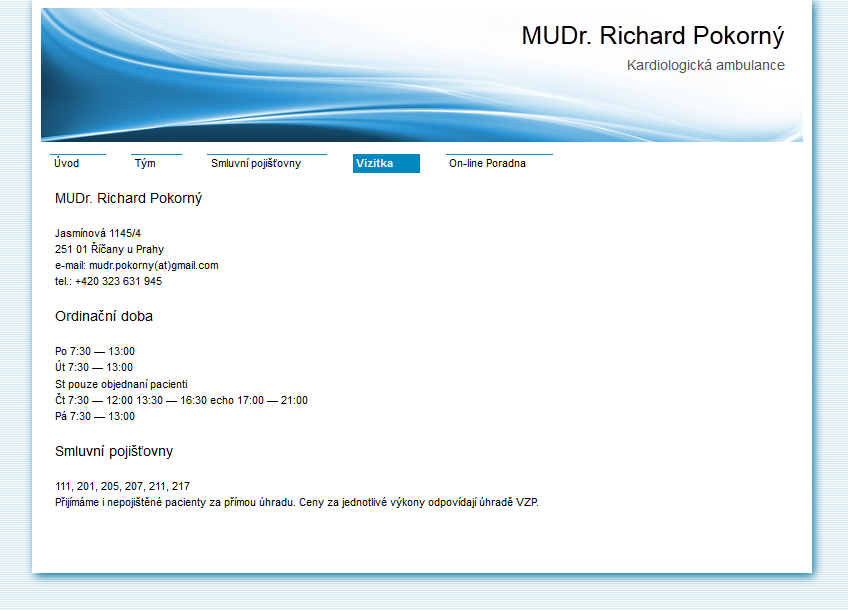 MUDr. Richard Pokorný
Kardiologická ambulance
Úvod
Tým
Smluvní pojišťovny
Vizitka
On-line Poradna
MUDr. Richard Pokorný
Jasmínová 1145/4
251 01 Říčany u Prahy
e-mail: mudr.pokorny(at)gmail.com
tel.: +420 323 631 945
Ordinační doba
Po 7:30 — 13:00
Út 7:30 — 13:00
St pouze objednaní pacienti
Čt 7:30 — 12:00 13:30 — 16:30 echo 17:00 — 21:00
Pá 7:30 — 13:00
Smluvní pojišťovny
111, 201, 205, 207, 211, 217
Přijímáme i nepojištěné pacienty za přímou úhradu. Ceny za jednotlivé výkony odpovídají úhradě VZP.